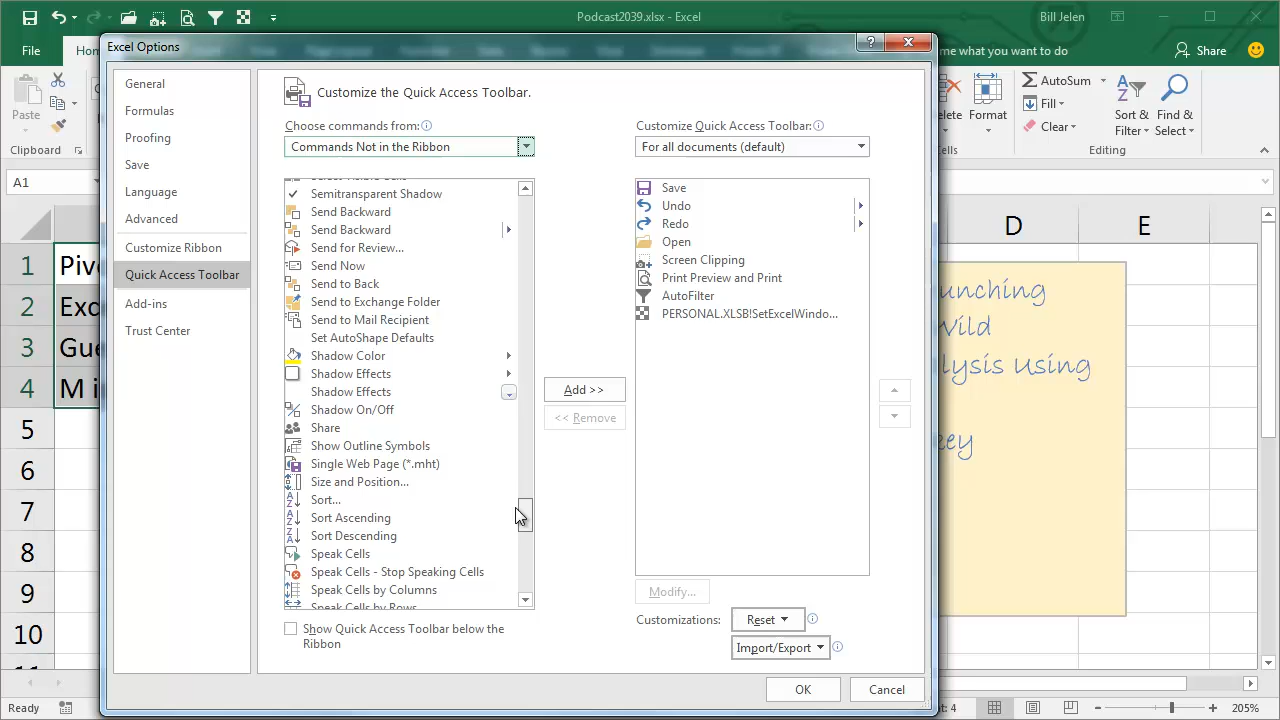 Podcast2039.xlsx - Excel
Bill Jelen
File
Hom
me what you want to do
Share
Excel Options
General
Formulas
Proofing
Save
Language
Advanced
Customize Ribbon
Quick Access Toolbar
Add-ins
Trust Center
Customize the Quick Access Toolbar.
Choose commands from:
Commands Not in the Ribbon
Semitransparent Shadow
Send Backward
Send Backward
Send for Review...
Send Now
Send to Back
Send to Exchange Folder
Send to Mail Recipient
Set AutoShape Defaults
Shadow Color
Shadow Effects
Shadow Effects
Shadow On/Off
Share
Show Outline Symbols
Single Web Page (*.mht)
Size and Position...
Sort...
Sort Ascending
Sort Descending
Speak Cells
Speak Cells - Stop Speaking Cells
Speak Cells by Columns
Speak Cells by Rows
Show Quick Access Toolbar below the
Ribbon
Add >>
<< Remove
Customize Quick Access Toolbar:
For all documents (default)
Save
Undo
Redo
Open
Screen Clipping
Print Preview and Print
AutoFilter
PERSONAL.XLSB!SetExcelWindo...
Modify...
Customizations:
Reset
Import/Export
OK
Cancel
Paste
Clipboard
elete
Format
AutoSum
Fill
Clear
Sort &
Filter
Find &
Select
Editing
A1
D
E
1
Piv
2
Exc
3
Gue
4
M i
5
6
7
8
9
10
unching
Wild
lysis Using
eey
Ready
nt: 4
205%